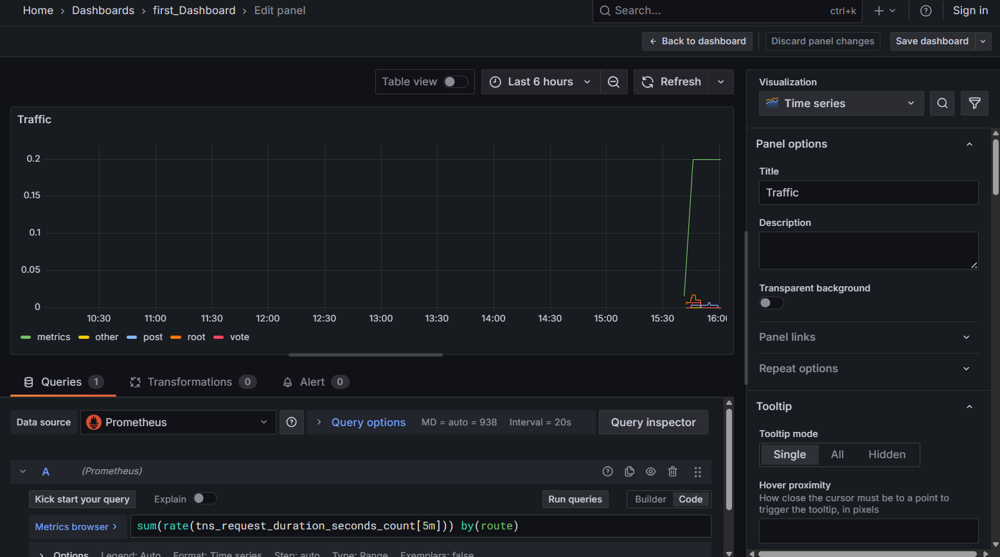 Home > Dashboards > first_Dashboard > Edit panel
Search... ctrl+k
Sign in
Back to dashboard
Discard panel changes
Save dashboard
Table view
Last 6 hours
Refresh
Traffic
0.2
0.15
0.1
0.05
0
10:30 11:00 11:30 12:00 12:30 13:00 13:30 14:00 14:30 15:00 15:30 16:00
metrics other post root vote
Queries 1
Transformations 0
Alert 0
Data source
Prometheus
Query options MD = auto = 938 Interval = 20s
Query inspector
A (Prometheus)
Kick start your query
Explain
Run queries
Builder Code
Metrics browser >
sum(rate(tns_request_duration_seconds_count[5m])) by(route)
Options Legend: Auto Format: Time series Step: auto Type: Range Exemplars: false
Visualization
Time series
Panel options
Title
Traffic
Description
Transparent background
Panel links
Repeat options
Tooltip
Tooltip mode
Single All Hidden
Hover proximity
How close the cursor must be to a point to
trigger the tooltip, in pixels